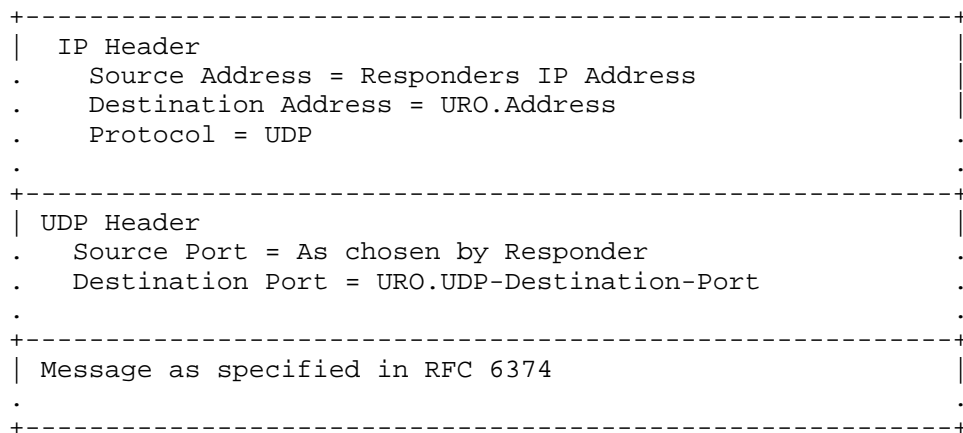 IP Header
Source Address = Responders IP Address
Destination Address = URO.Address
Protocol = UDP
UDP Header
Source Port = As chosen by Responder
Destination Port = URO.UDP-Destination-Port
Message as specified in RFC 6374